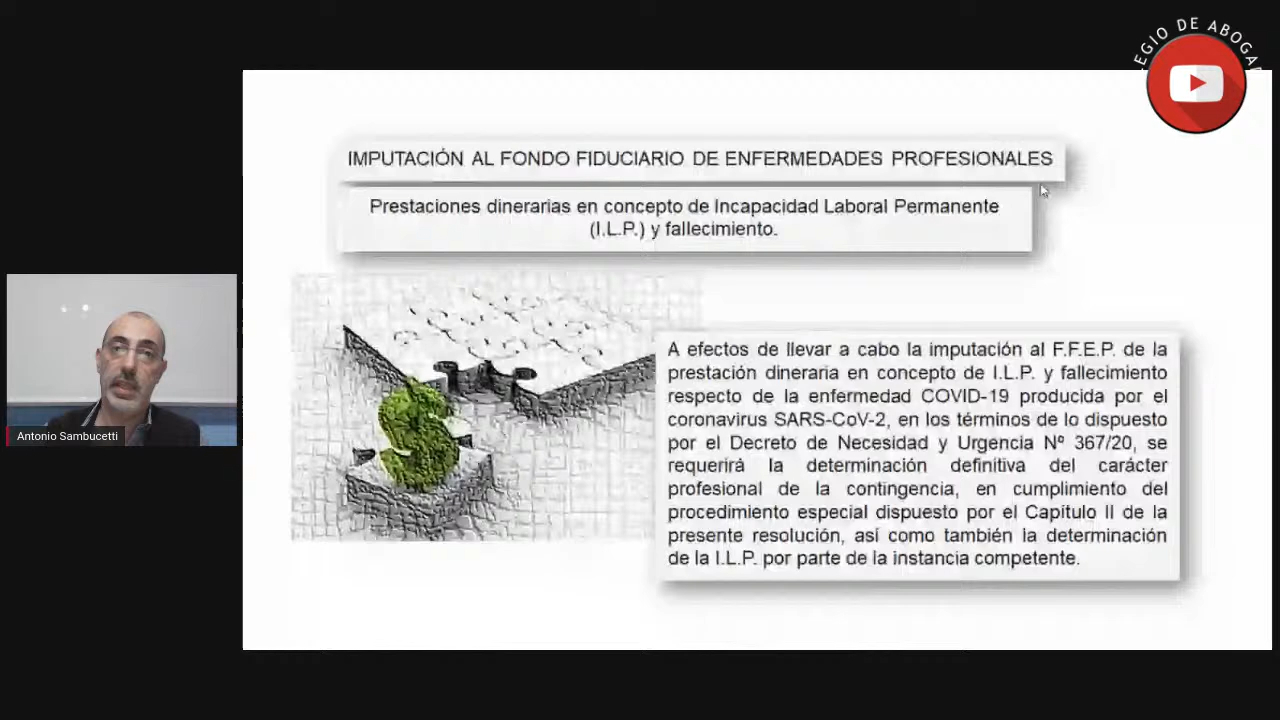 EGIO DE ABOGA
IMPUTACIÓN AL FONDO FIDUCIARIO DE ENFERMEDADES PROFESIONALES
Prestaciones dinerarias en concepto de Incapacidad Laboral Permanente
(I.L.P.) y fallecimiento.
A efectos de llevar a cabo la imputación al F.F.E.P. de la
prestación dineraria en concepto de I.L.P. y fallecimiento
respecto de la enfermedad COVID-19 producida por el
coronavirus SARS-CoV-2, en los términos de lo dispuesto
por el Decreto de Necesidad y Urgencia Nº 367/20, se
requerirá la determinación definitiva del carácter
profesional de la contingencia, en cumplimiento del
procedimiento especial dispuesto por el Capítulo II de la
presente resolución, así como también la determinación
de la I.L.P. por parte de la instancia competente.
Antonio Sambucetti